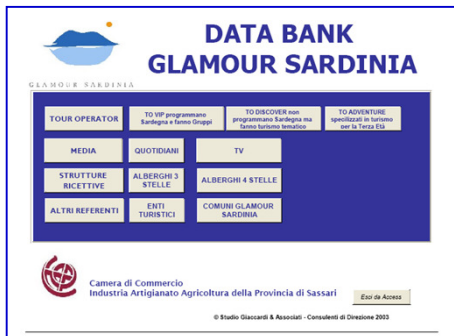 DATA BANK
GLAMOUR SARDINIA
GLAMOUR SARDINIA
TOUR OPERATOR
TO VIP programmano
Sardegna e fanno Gruppi
TO DISCOVER non
programmano Sardegna ma
fanno turismo tematico
TO ADVENTURE
specilizzati in turismo
per la Terza Età
MEDIA
QUOTIDIANI
TV
STRUTTURE
RICETTIVE
ALBERGHI 3
STELLE
ALBERGHI 4 STELLE
ALTRI REFERENTI
ENTI
TURISTICI
COMUNI GLAMOUR
SARDINIA
Camera di Commercio
Industria Artigianato Agricoltura della Provincia di Sassari
Esci da Access
© Studio Giaccardi & Associati - Consulenti di Direzione 2003